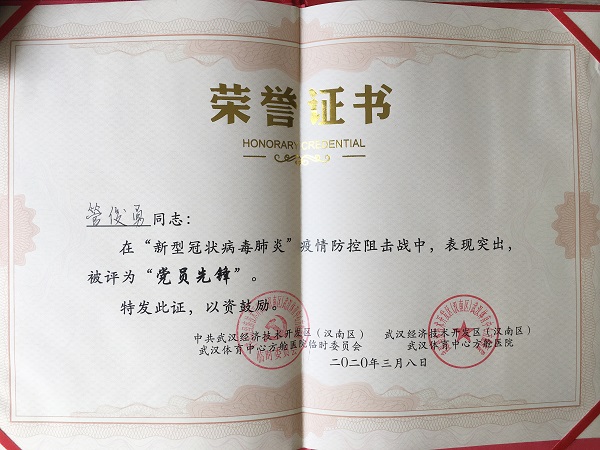 荣誉证书
HONORARY CREDENTIAL
管俊勇同志：
在“新型冠状病毒肺炎”疫情防控阻击战中，表现突出，
被评为“党员先锋”。
特发此证，以资鼓励。
中共武汉经济技术开发区（汉南区）
武汉体育中心方舱医院临时委员会
武汉经济技术开发区（汉南区）
武汉体育中心方舱医院
二〇二〇年三月八日